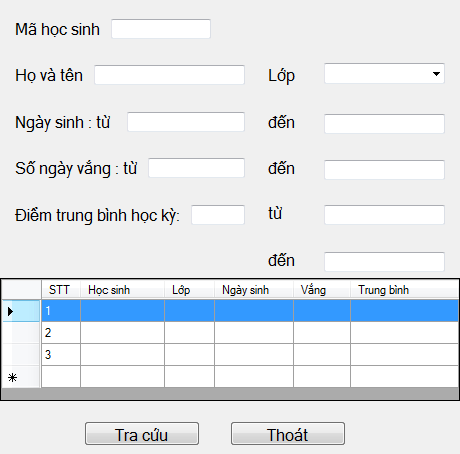 Mã học sinh
Họ và tên Lớp
Ngày sinh : từ đến
Số ngày vắng : từ đến
Điểm trung bình học kỳ: từ
đến
STT Học sinh Lớp Ngày sinh Vắng Trung bình
1
2
3
Tra cứu Thoát